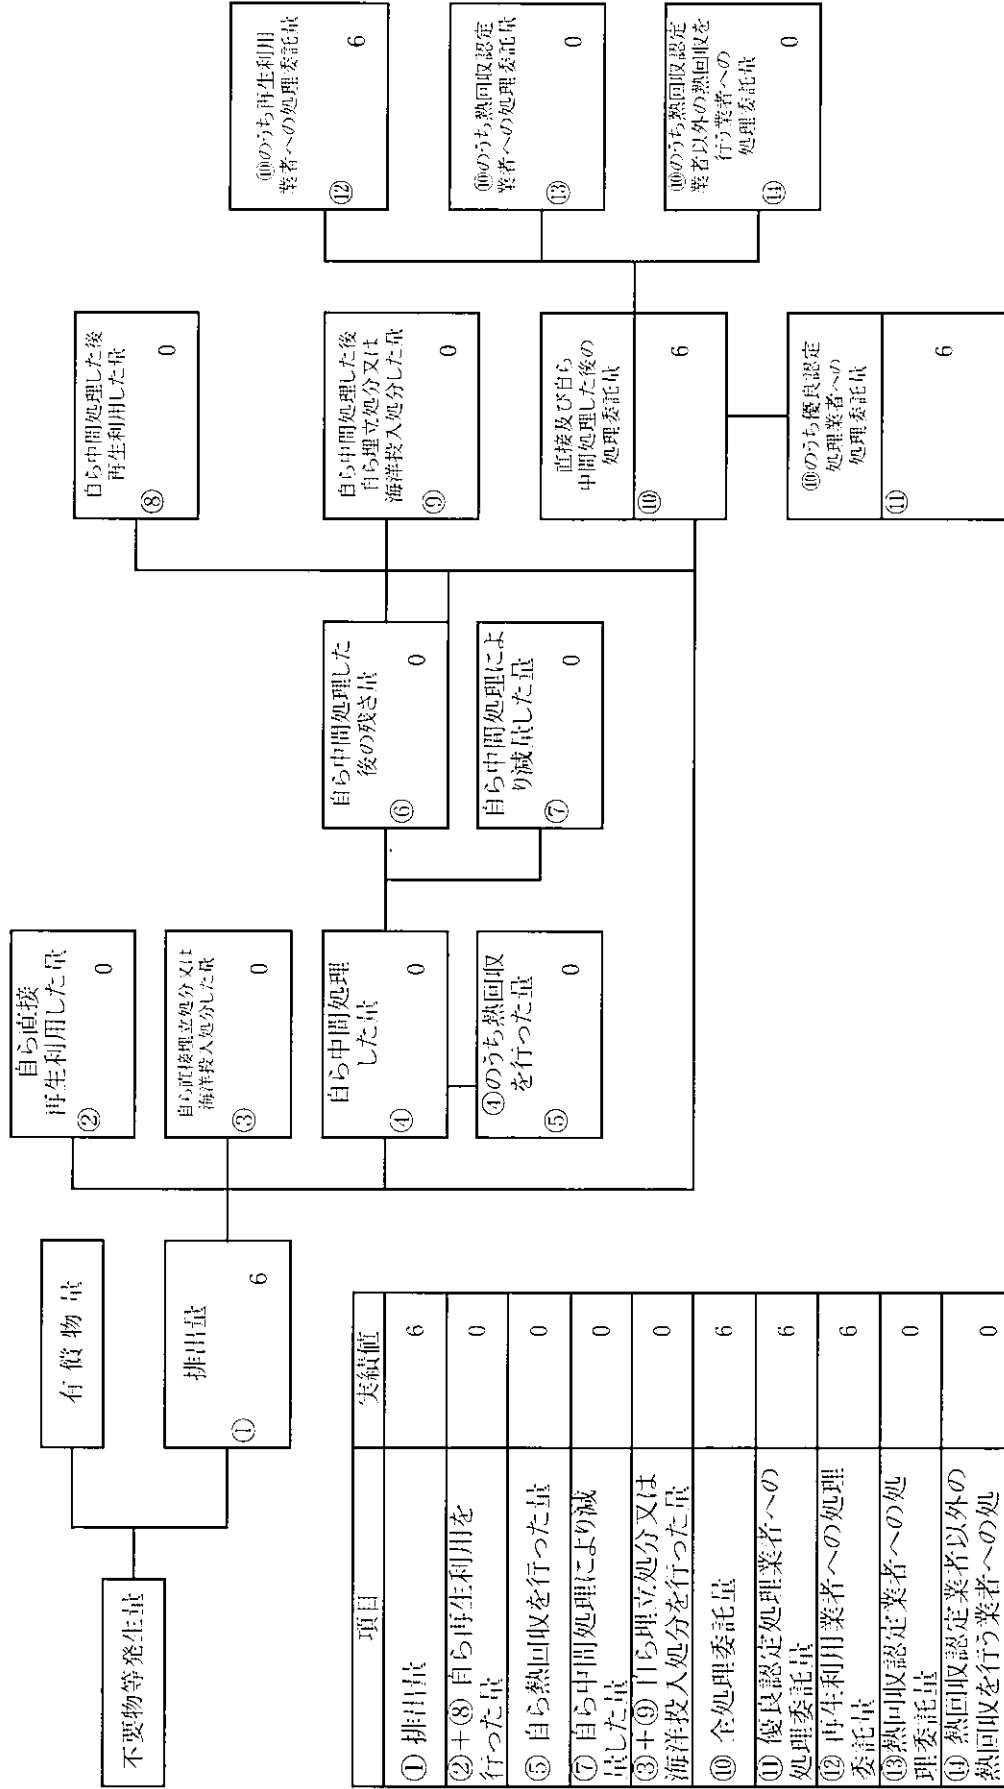 不要物等発生量
有 償 物 量
排出量
①
6
自ら直接
再生利用した量
②
0
自ら直接埋立処分又は
海洋投入処分した量
③
0
自ら中間処理
した量
④
0
④のうち熱回収
を行った量
⑤
0
自ら中間処理した
後の残さ量
⑥
0
自ら中間処理によ
り減量した量
⑦
0
自ら中間処理した後
再生利用した量
⑧
0
自ら中間処理した後
自ら埋立処分又は
海洋投入処分した量
⑨
0
直接及び自ら
中間処理した後の
処理委託量
⑩
6
⑩のうち優良認定
処理業者への
処理委託量
⑪
6
⑩のうち再生利用
業者への処理委託量
⑫
6
⑩のうち熱回収認定
業者への処理委託量
⑬
0
⑩のうち熱回収認定
業者以外の熱回収を
行う業者への
処理委託量
⑭
0
項目 実績値
① 排出量 6
②+⑧ 自ら再生利用を
行った量 0
⑤ 自ら熱回収を行った量 0
⑦ 自ら中間処理により減
量した量 0
③+⑨ 自ら埋立処分又は
海洋投入処分を行った量 0
⑩ 全処理委託量 6
⑪ 優良認定処理業者への
処理委託量 6
⑫ 再生利用業者への処理
委託量 6
⑬ 熱回収認定業者への処
理委託量 0
⑭ 熱回収認定業者以外の
熱回収を行う業者への処 0